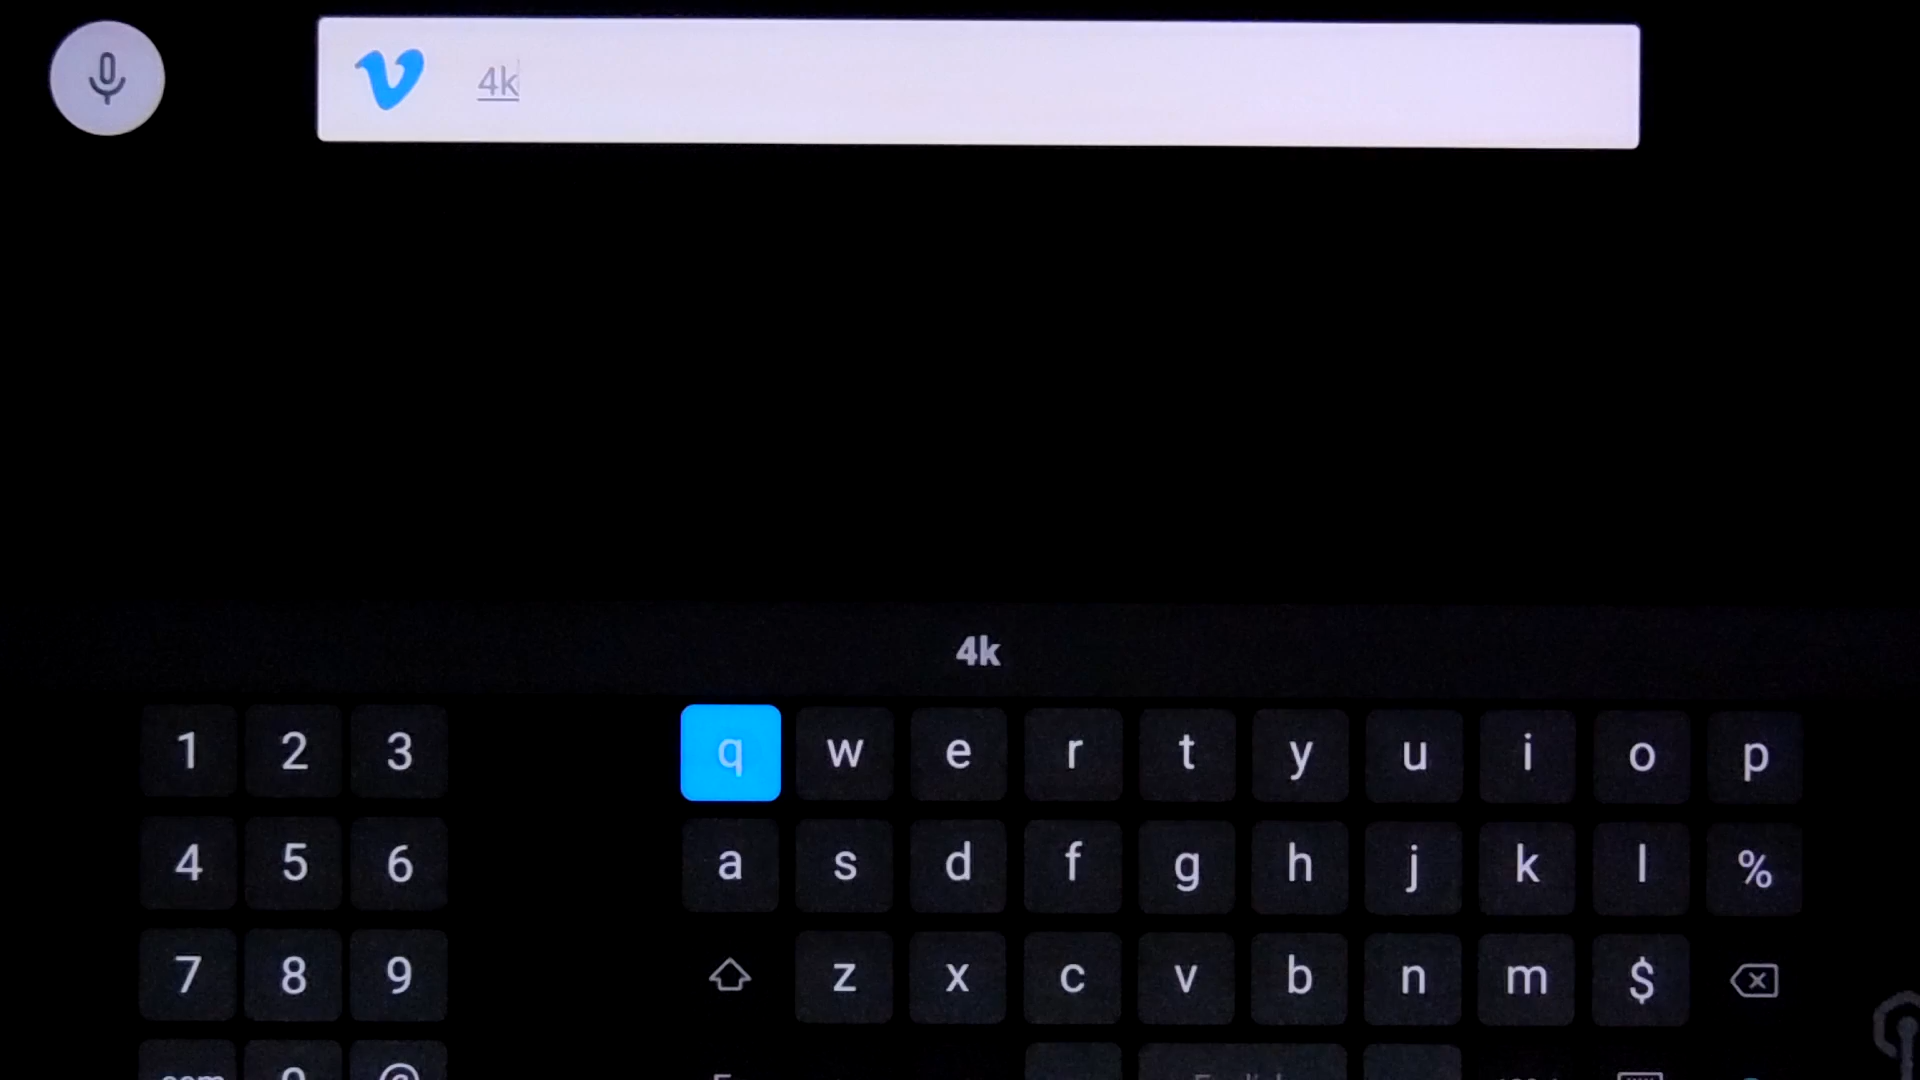 4k
4k
1 2 3 q w e r t y u i o p
4 5 6 a s d f g h j k l %
7 8 9 z x c v b n m $